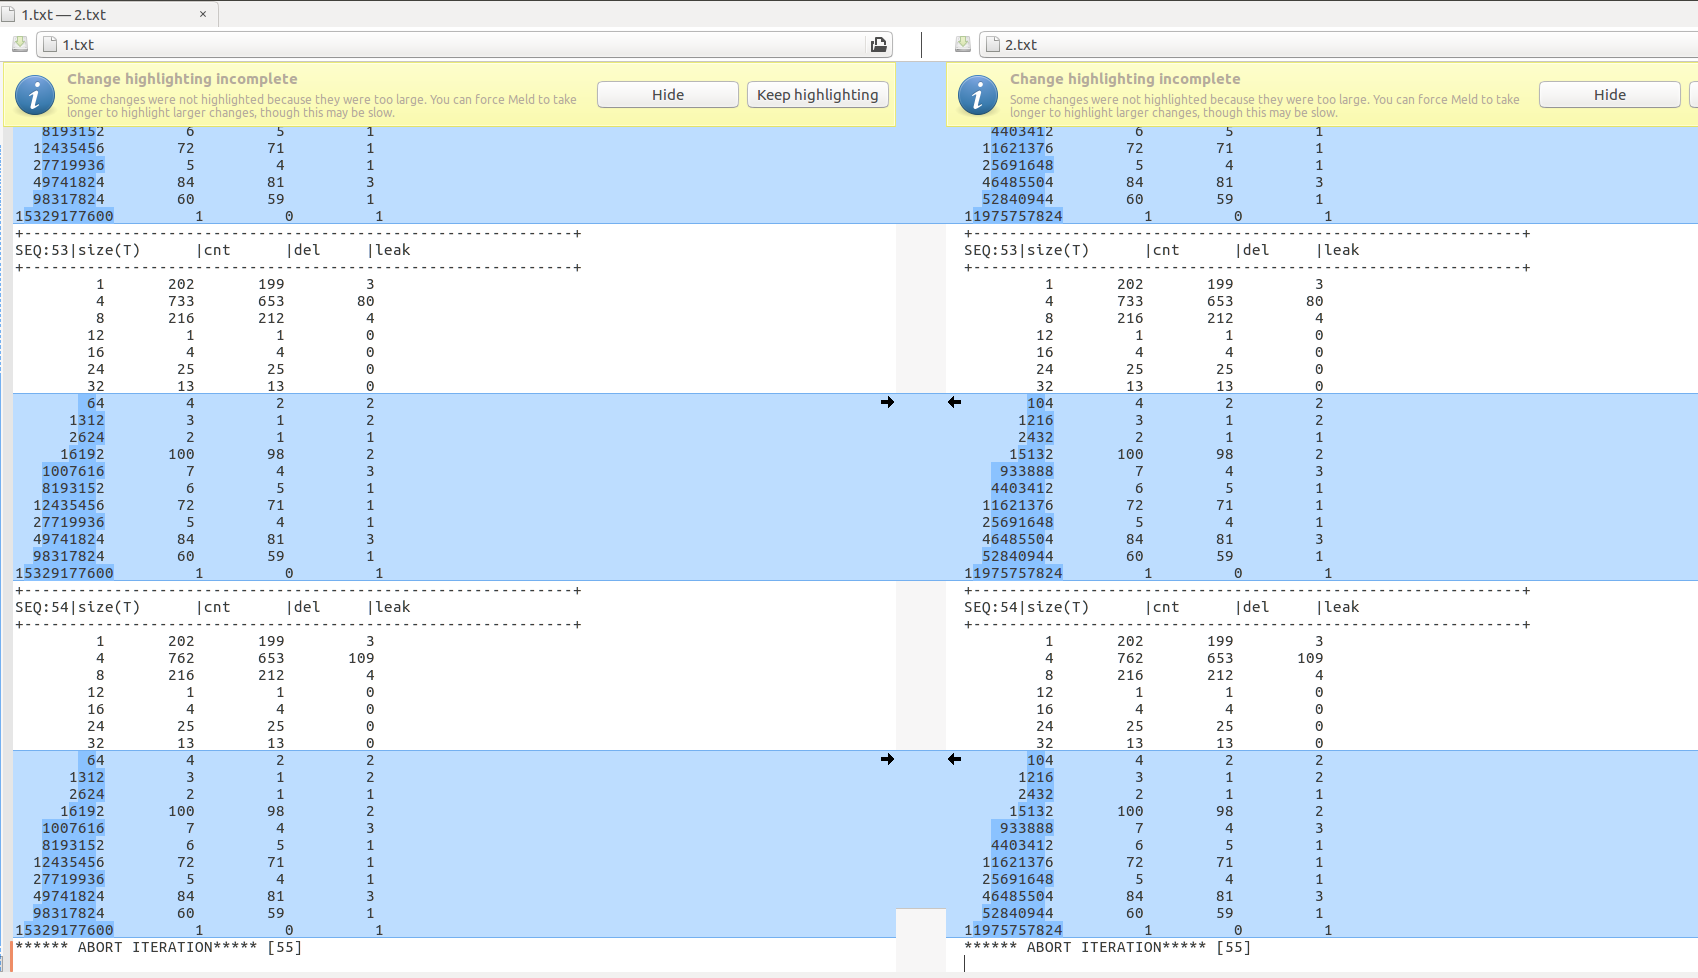 1.txt — 2.txt ×
1.txt
Change highlighting incomplete
Some changes were not highlighted because they were too large. You can force Meld to take
longer to highlight larger changes, though this may be slow.
Hide
Keep highlighting
8193152 6 5 1
12435456 72 71 1
27719936 5 4 1
49741824 84 81 3
98317824 60 59 1
15329177600 1 0 1
+--------------------------------------------------------------+
SEQ:53|size(T) |cnt |del |leak
+--------------------------------------------------------------+
1 202 199 3
4 733 653 80
8 216 212 4
12 1 1 0
16 4 4 0
24 25 25 0
32 13 13 0
64 4 2 2
1312 3 1 2
2624 2 1 1
16192 100 98 2
1007616 7 4 3
8193152 6 5 1
12435456 72 71 1
27719936 5 4 1
49741824 84 81 3
98317824 60 59 1
15329177600 1 0 1
+--------------------------------------------------------------+
SEQ:54|size(T) |cnt |del |leak
+--------------------------------------------------------------+
1 202 199 3
4 762 653 109
8 216 212 4
12 1 1 0
16 4 4 0
24 25 25 0
32 13 13 0
64 4 2 2
1312 3 1 2
2624 2 1 1
16192 100 98 2
1007616 7 4 3
8193152 6 5 1
12435456 72 71 1
27719936 5 4 1
49741824 84 81 3
98317824 60 59 1
15329177600 1 0 1
****** ABORT ITERATION***** [55]
2.txt
Change highlighting incomplete
Some changes were not highlighted because they were too large. You can force Meld to take
longer to highlight larger changes, though this may be slow.
Hide
4403412 6 5 1
11621376 72 71 1
25691648 5 4 1
46485504 84 81 3
52840944 60 59 1
11975757824 1 0 1
+--------------------------------------------------------------+
SEQ:53|size(T) |cnt |del |leak
+--------------------------------------------------------------+
1 202 199 3
4 733 653 80
8 216 212 4
12 1 1 0
16 4 4 0
24 25 25 0
32 13 13 0
104 4 2 2
1216 3 1 2
2432 2 1 1
15132 100 98 2
933888 7 4 3
4403412 6 5 1
11621376 72 71 1
25691648 5 4 1
46485504 84 81 3
52840944 60 59 1
11975757824 1 0 1
+--------------------------------------------------------------+
SEQ:54|size(T) |cnt |del |leak
+--------------------------------------------------------------+
1 202 199 3
4 762 653 109
8 216 212 4
12 1 1 0
16 4 4 0
24 25 25 0
32 13 13 0
104 4 2 2
1216 3 1 2
2432 2 1 1
15132 100 98 2
933888 7 4 3
4403412 6 5 1
11621376 72 71 1
25691648 5 4 1
46485504 84 81 3
52840944 60 59 1
11975757824 1 0 1
****** ABORT ITERATION***** [55]